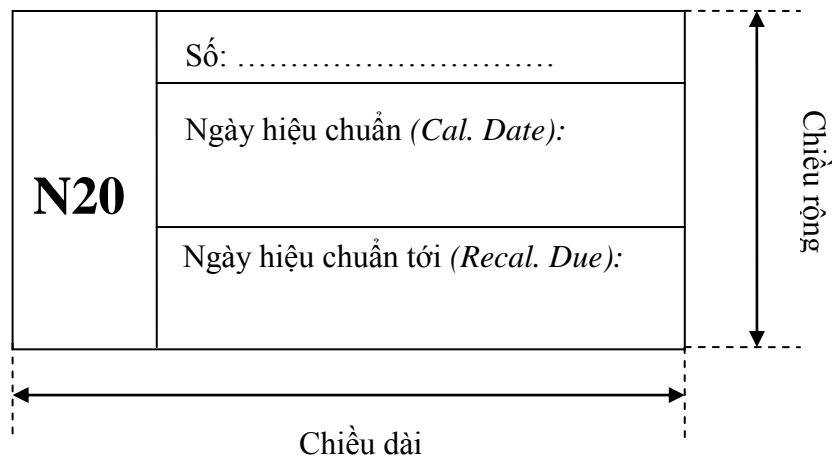 Số: ……………………………
Ngày hiệu chuẩn (Cal. Date):
N20
Ngày hiệu chuẩn tới (Recal. Due):
Chiều rộng
Chiều dài